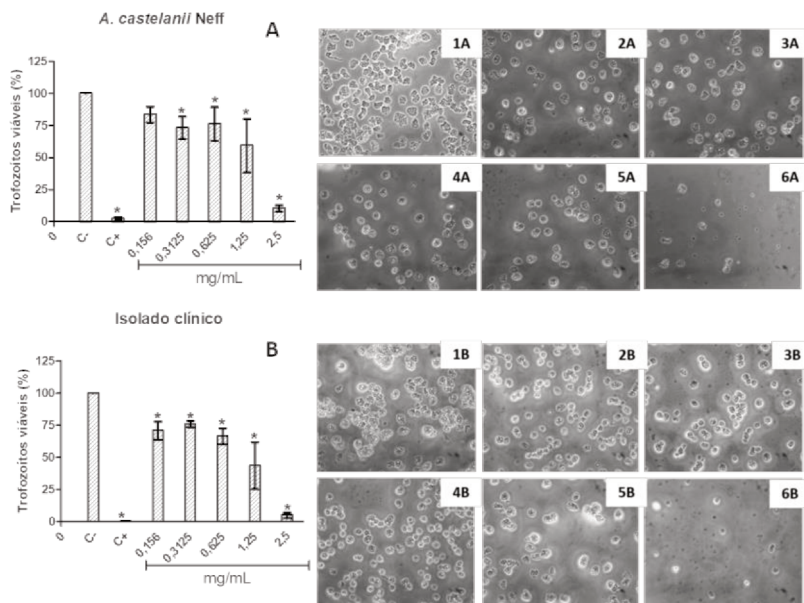 A. castelanii Neff
A
Trofozoitos viáveis (%)
125
100
75
50
25
0
* * * * * 
0
C-
C+
0,156
0,3125
0,625
1,25
2,5
mg/mL
1A
2A
3A
4A
5A
6A
Isolado clínico
B
Trofozoitos viáveis (%)
125
100
75
50
25
0
* * * * * *
0
C-
C+
0,156
0,3125
0,625
1,25
2,5
mg/mL
1B
2B
3B
4B
5B
6B